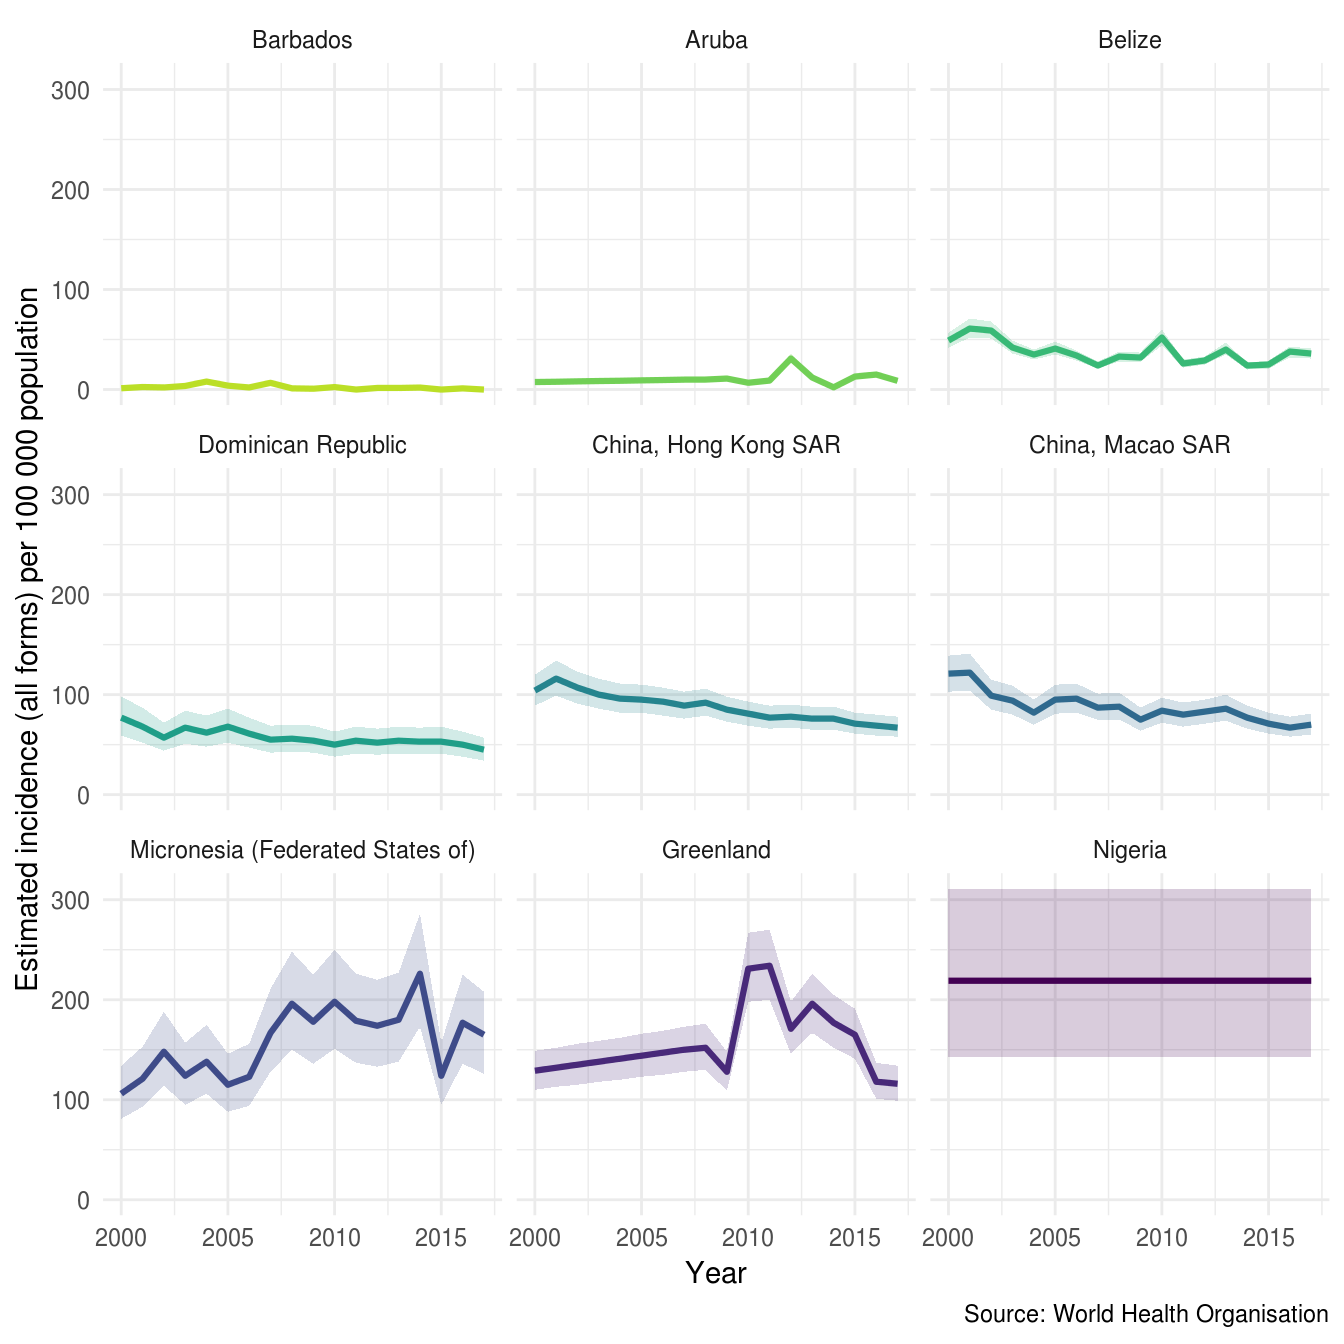 Barbados Aruba Belize
300
200
100
0
Dominican Republic China, Hong Kong SAR China, Macao SAR
300
200
100
0
Micronesia (Federated States of) Greenland Nigeria
300
200
100
0
2000 2005 2010 2015 2000 2005 2010 2015 2000 2005 2010 2015
Year
Estimated incidence (all forms) per 100 000 population
Source: World Health Organisation